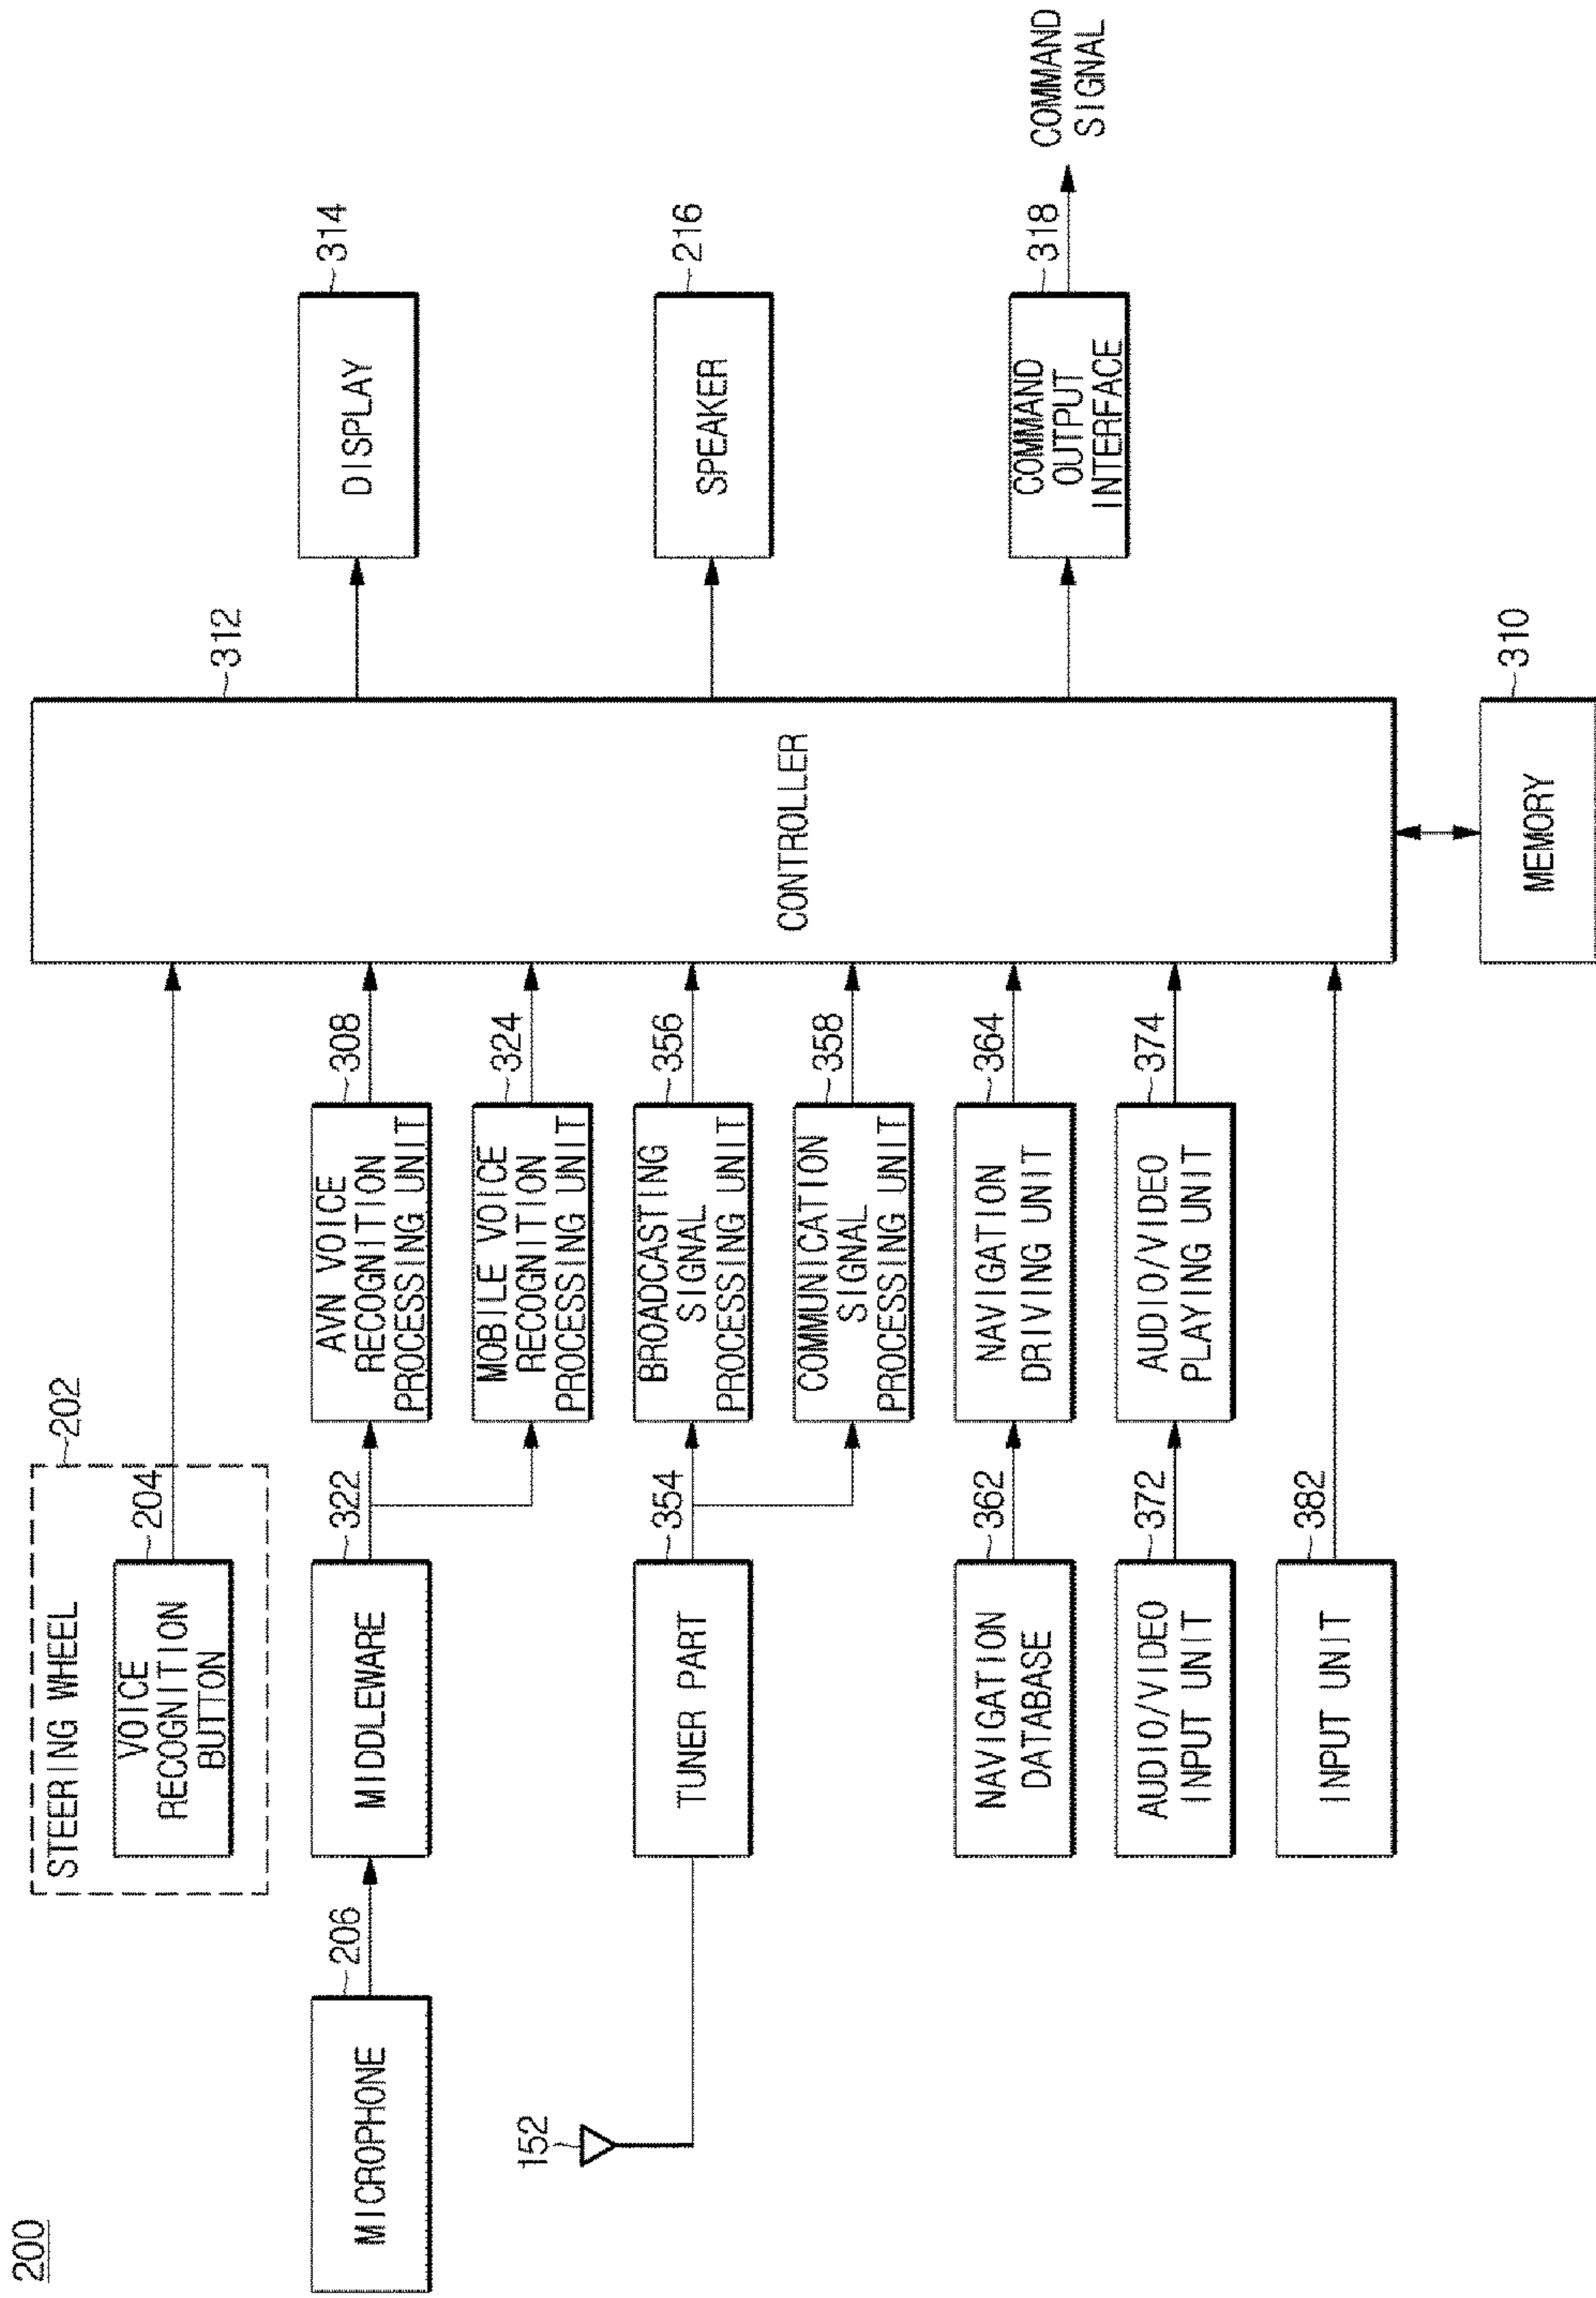 200
STEERING WHEEL
202
VOICE
RECOGNITION
BUTTON
204
MICROPHONE
206
MIDDLEWARE
322
AVN VOICE
RECOGNITION
PROCESSING UNIT
308
MOBILE VOICE
RECOGNITION
PROCESSING UNIT
324
152
TUNER PART
354
BROADCASTING
SIGNAL
PROCESSING UNIT
356
COMMUNICATION
SIGNAL
PROCESSING UNIT
358
NAVIGATION
DATABASE
362
NAVIGATION
DRIVING UNIT
364
AUDIO/VIDEO
INPUT UNIT
372
AUDIO/VIDEO
PLAYING UNIT
374
INPUT UNIT
382
CONTROLLER
312
MEMORY
310
DISPLAY
314
SPEAKER
216
COMMAND
OUTPUT
INTERFACE
318
COMMAND
SIGNAL